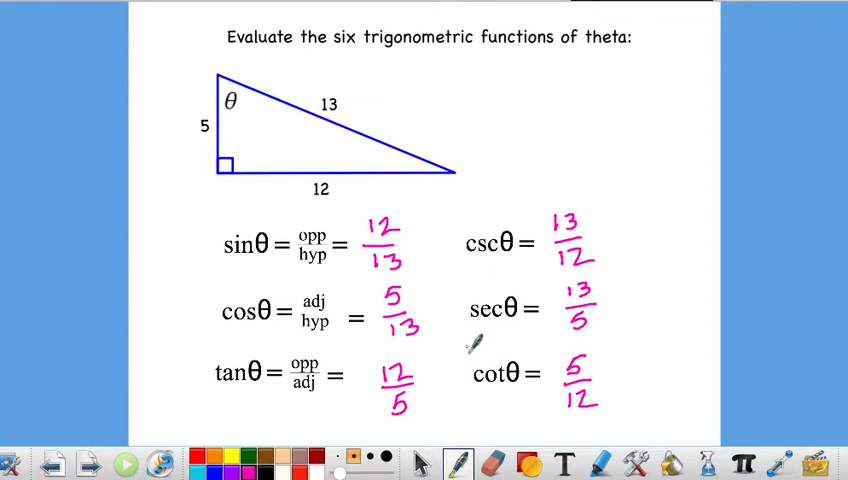 Evaluate the six trigonometric functions of theta:
θ
13
5
12
sinθ = opp/hyp = 12/13
cscθ = 13/12
cosθ = adj/hyp = 5/13
secθ = 13/5
tanθ = opp/adj = 12/5
cotθ = 5/12
T
π